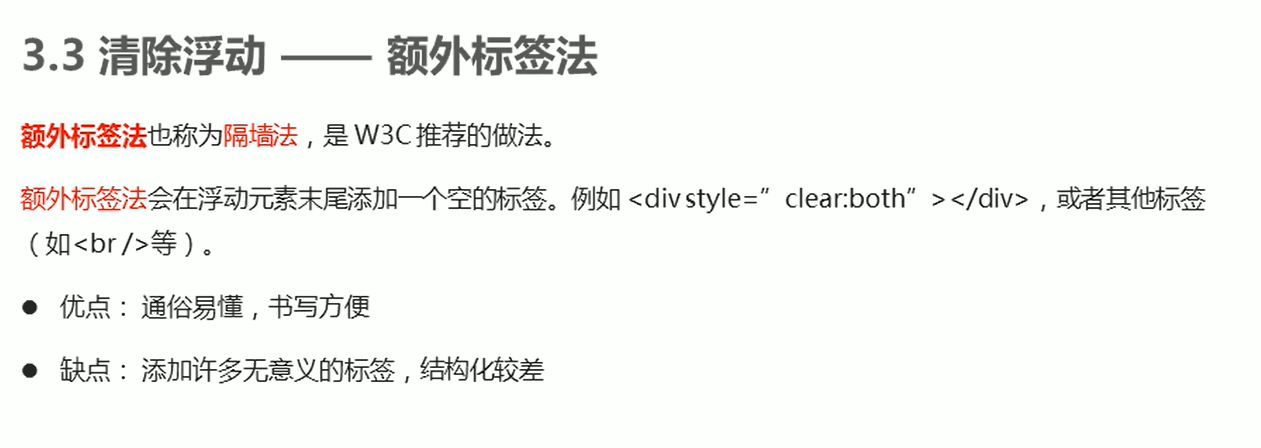 3.3 清除浮动 —— 额外标签法
额外标签法也称为隔墙法，是 W3C 推荐的做法。
额外标签法会在浮动元素末尾添加一个空的标签。例如 <div style=”clear:both”></div>，或者其他标签
（如<br />等）。
● 优点：通俗易懂，书写方便
● 缺点：添加许多无意义的标签，结构化较差